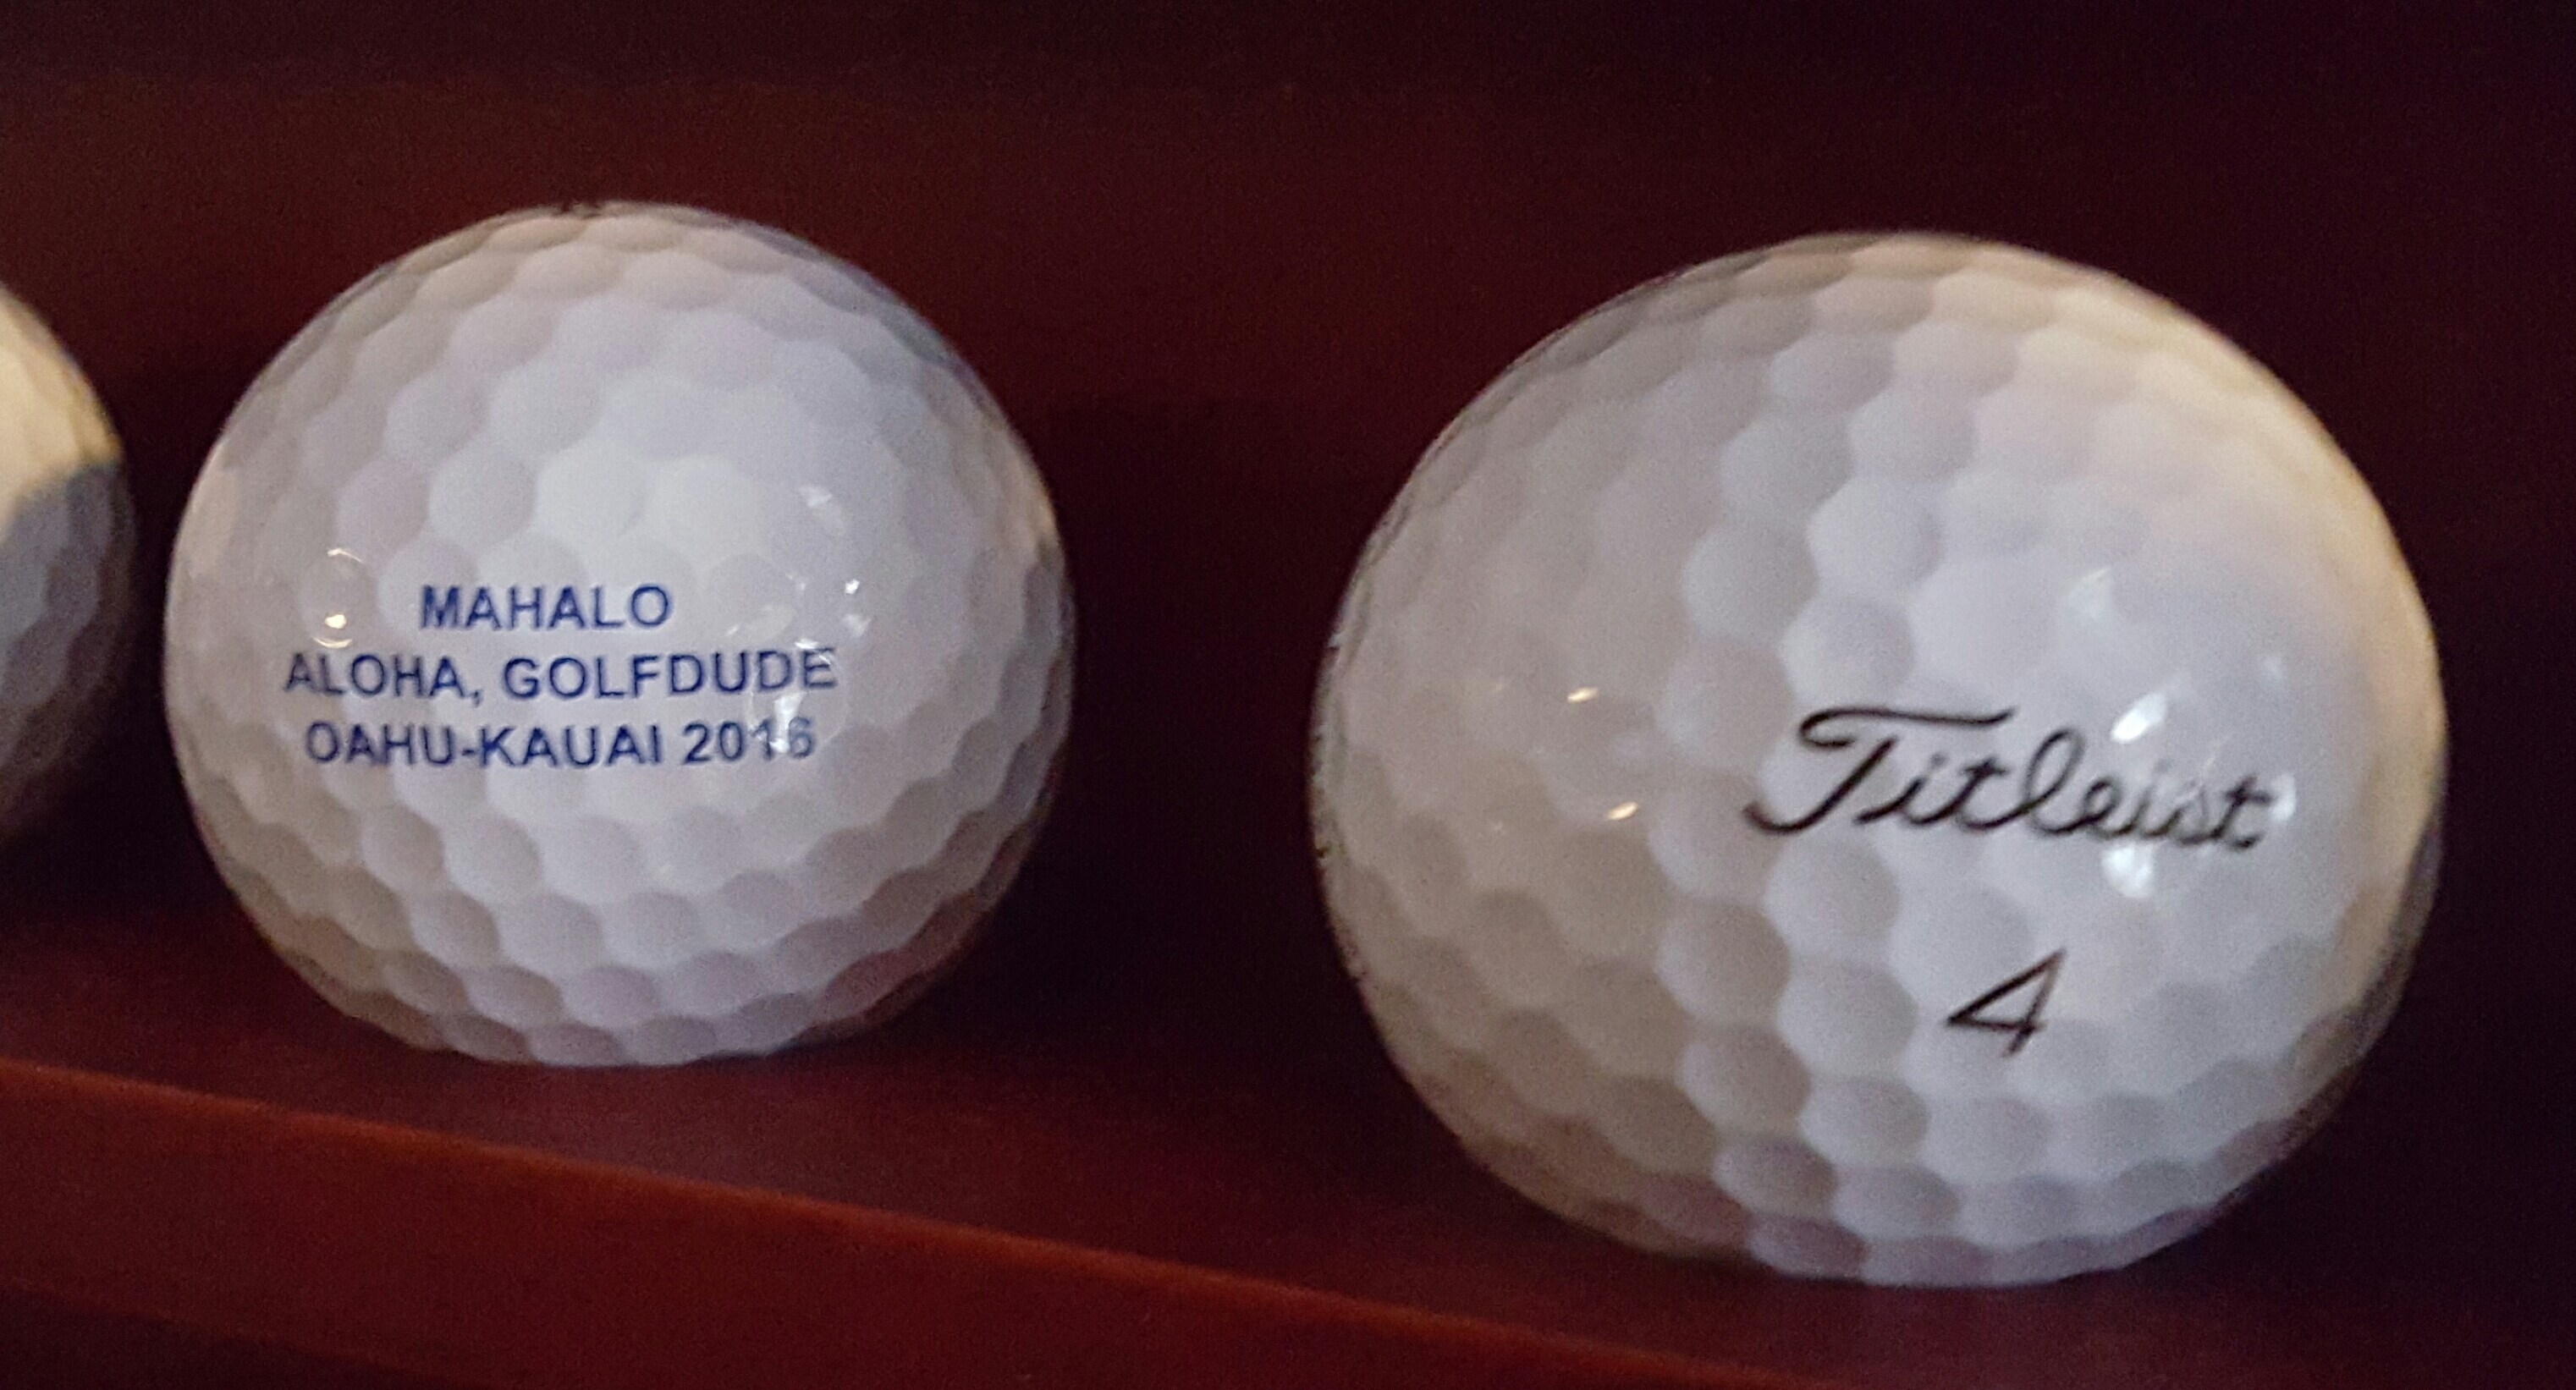 MAHALO
ALOHA, GOLFDUDE
OAHU-KAUAI 2016
Titleist
4